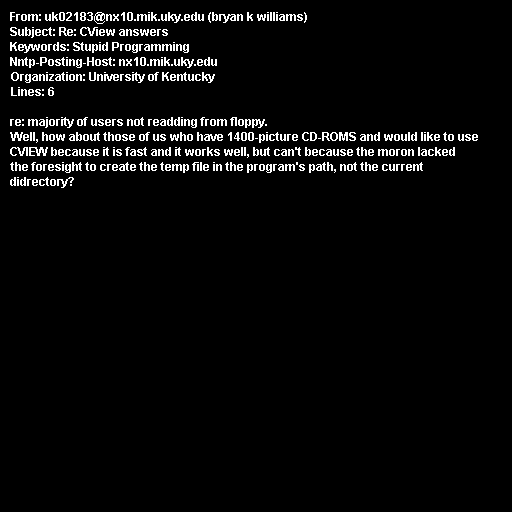 From: uk02183@nx10.mik.uky.edu (bryan k williams)
Subject: Re: CView answers
Keywords: Stupid Programming
Nntp-Posting-Host: nx10.mik.uky.edu
Organization: University of Kentucky
Lines: 6

re: majority of users not readding from floppy.
Well, how about those of us who have 1400-picture CD-ROMS and would like to use
CVIEW because it is fast and it works well, but can't because the moron lacked
the foresight to create the temp file in the program's path, not the current
didrectory?